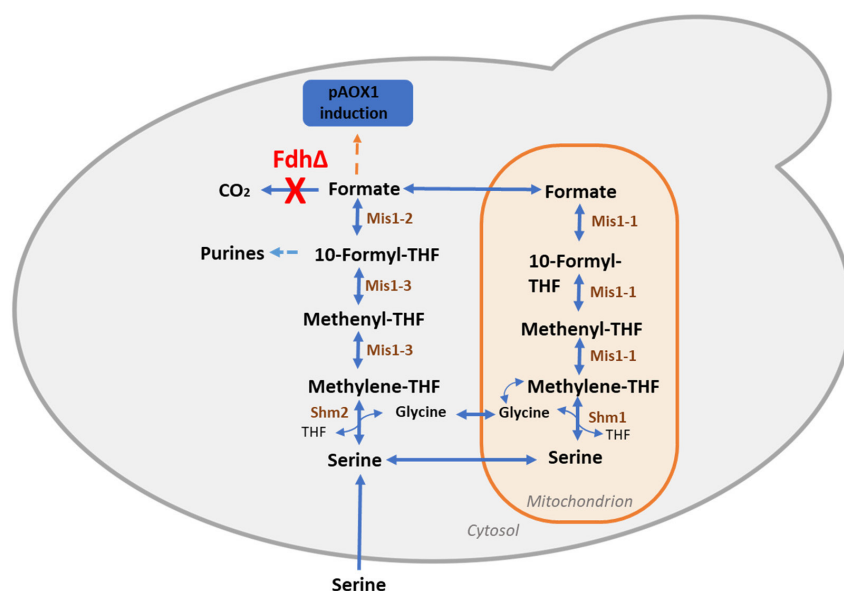 pAOX1
induction
FdhΔ
CO₂
Formate
Formate
Mis1-2
Mis1-1
Purines
10-Formyl-THF
10-Formyl-
THF
Mis1-3
Mis1-1
Methenyl-THF
Methenyl-THF
Mis1-3
Mis1-1
Methylene-THF
Methylene-THF
Shm2
Glycine
Glycine
Shm1
THF
THF
Serine
Serine
Mitochondrion
Cytosol
Serine